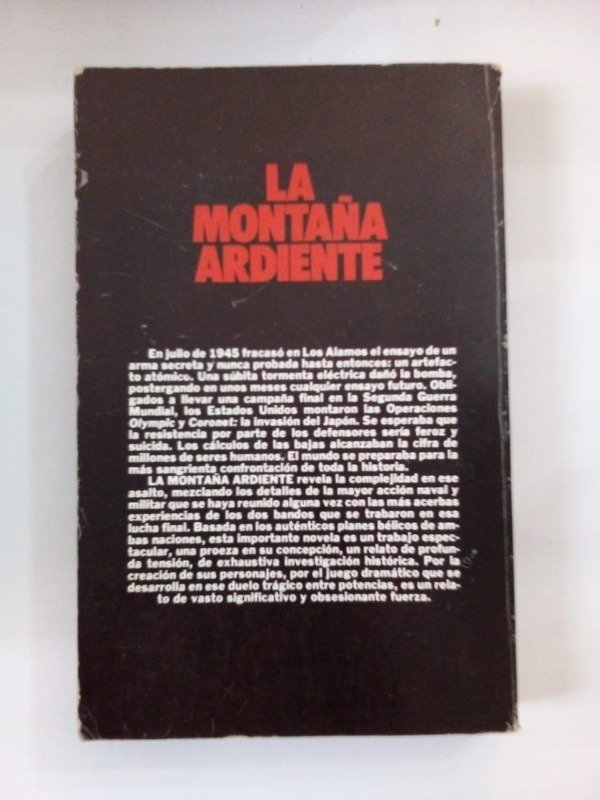 LA
MONTAÑA
ARDIENTE
En julio de 1945 fracasó en Los Alamos el ensayo de un
arma secreta y nunca probada hasta entonces: un artefac-
to atómico. Una súbita tormenta eléctrica dañó la bomba,
postergando en unos meses cualquier ensayo futuro. Obli-
gados a llevar una campaña final en la Segunda Guerra
Mundial, los Estados Unidos montaron las Operaciones
Olympic y Coronet: la invasión del Japón. Se esperaba que
la resistencia por parte de los defensores sería feroz y
suicida. Los cálculos de las bajas alcanzaban la cifra de
millones de seres humanos. El mundo se preparaba para la
más sangrienta confrontación de toda la historia.
LA MONTAÑA ARDIENTE revela la complejidad en ese
asalto, mezclando los detalles de la mayor acción naval y
militar que se haya reunido alguna vez con las más acerbas
experiencias de los dos bandos que se trabaron en esa
lucha final. Basada en los auténticos planes bélicos de am-
bas naciones, esta importante novela es un trabajo espec-
tacular, una proeza en su concepción, un relato de profun-
da tensión, de exhaustiva investigación histórica. Por la
creación de sus personajes, por el juego dramático que se
desarrolla en ese duelo trágico entre potencias, es un rela-
to de vasto significativo y obsesionante fuerza.